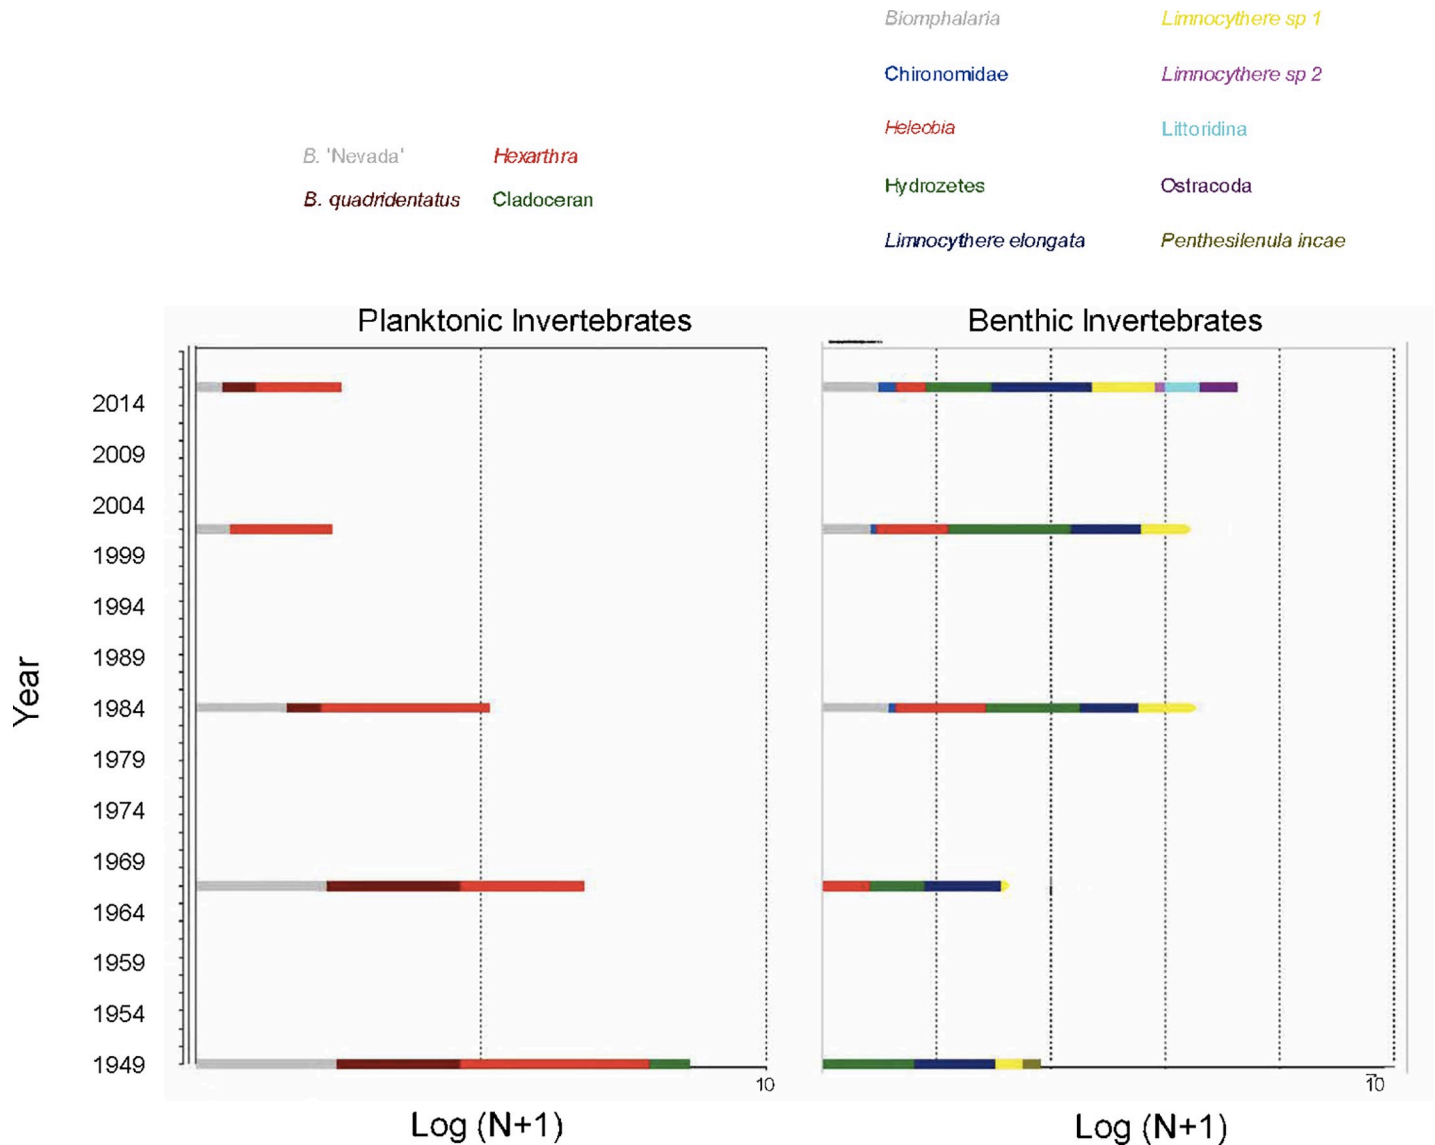 Biomphalaria Limnocythere sp 1
Chironomidae Limnocythere sp 2
Heleobia Littoridina
B. 'Nevada' Hexarthra
Hydrozetes Ostracoda
B. quadridentatus Cladoceran
Limnocythere elongata Penthesilenula incae
Planktonic Invertebrates Benthic Invertebrates
2014
2009
2004
1999
1994
1989
Year
1984
1979
1974
1969
1964
1959
1954
1949
10 10
Log (N+1) Log (N+1)